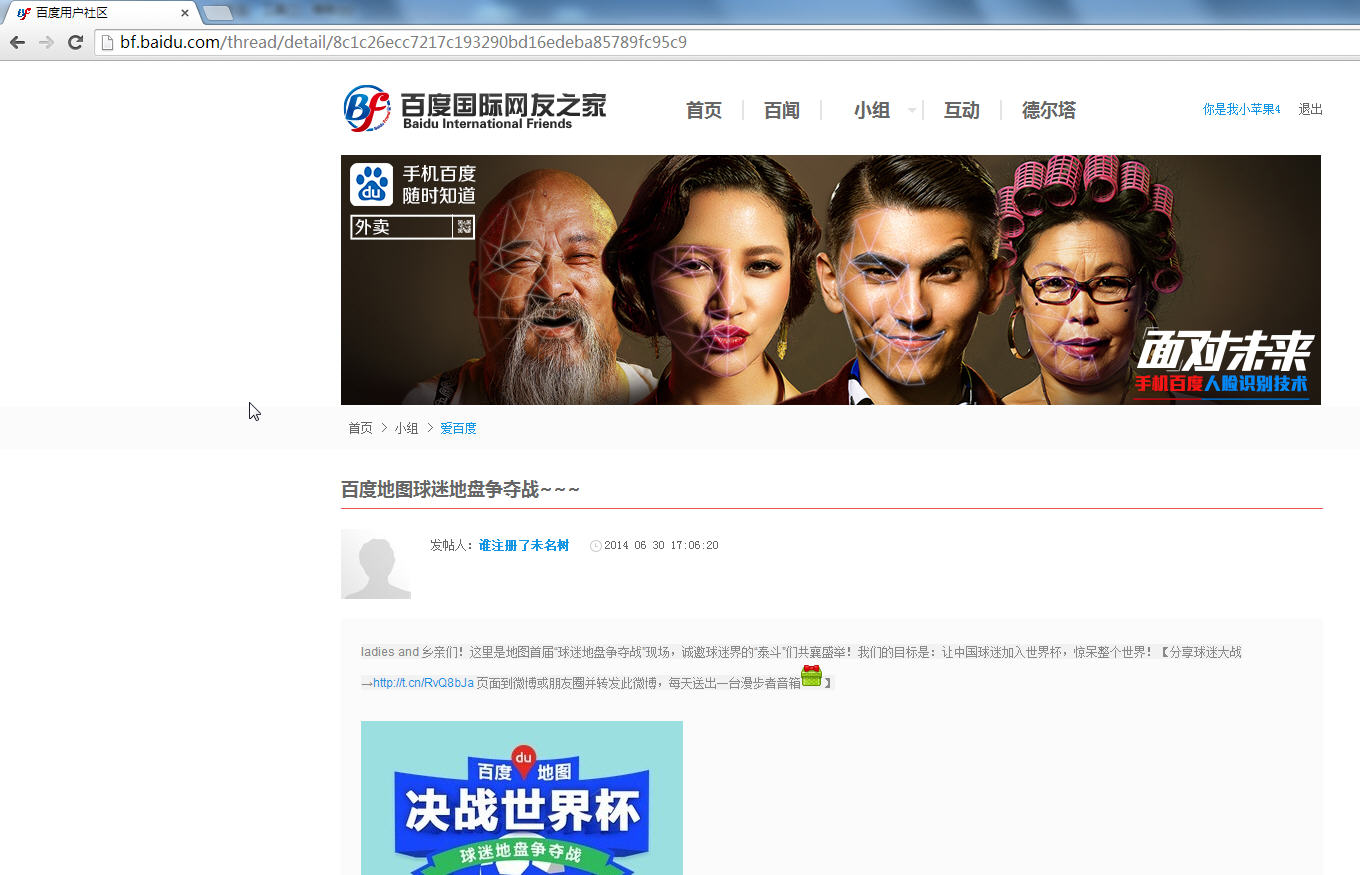 百度用户社区
bf.baidu.com/thread/detail/8c1c26ecc7217c193290bd16edeba85789fc95c9
Bf 百度国际网友之家
Baidu International Friends
首页 百闻 小组 互动 德尔塔 你是我小苹果4 退出
du 手机百度
随时知道
外卖
面对未来
手机百度人脸识别技术
首页 > 小组 > 爱百度
百度地图球迷地盘争夺战~~~
发帖人：谁注册了未名树 2014 06 30 17:06:20
ladies and 乡亲们！这里是地图首届“球迷地盘争夺战”现场，诚邀球迷界的“泰斗”们共襄盛举！我们的目标是：让中国球迷加入世界杯，惊呆整个世界！【分享球迷大战
→http://t.cn/RvQ8bJa 页面到微博或朋友圈并转发此微博，每天送出一台漫步者音箱】
百度 du 地图
决战世界杯
球迷地盘争夺战